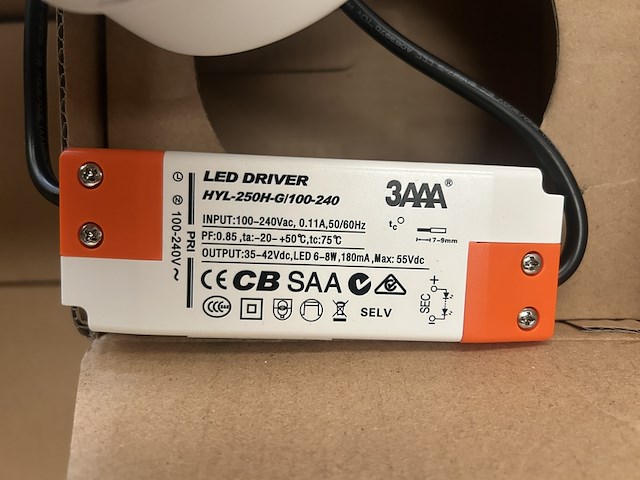 LED DRIVER
HYL-250H-G/100-240
3AAA®
INPUT:100-240Vac, 0.11A,50/60Hz
PF:0.85 ,ta:-20- +50℃,tc:75℃
OUTPUT:35-42Vdc,LED 6-8W,180mA,Max: 55Vdc
tc
7-9mm
PRI
100-240V~
CE CB SAA
CCC
SELV
SEC
+